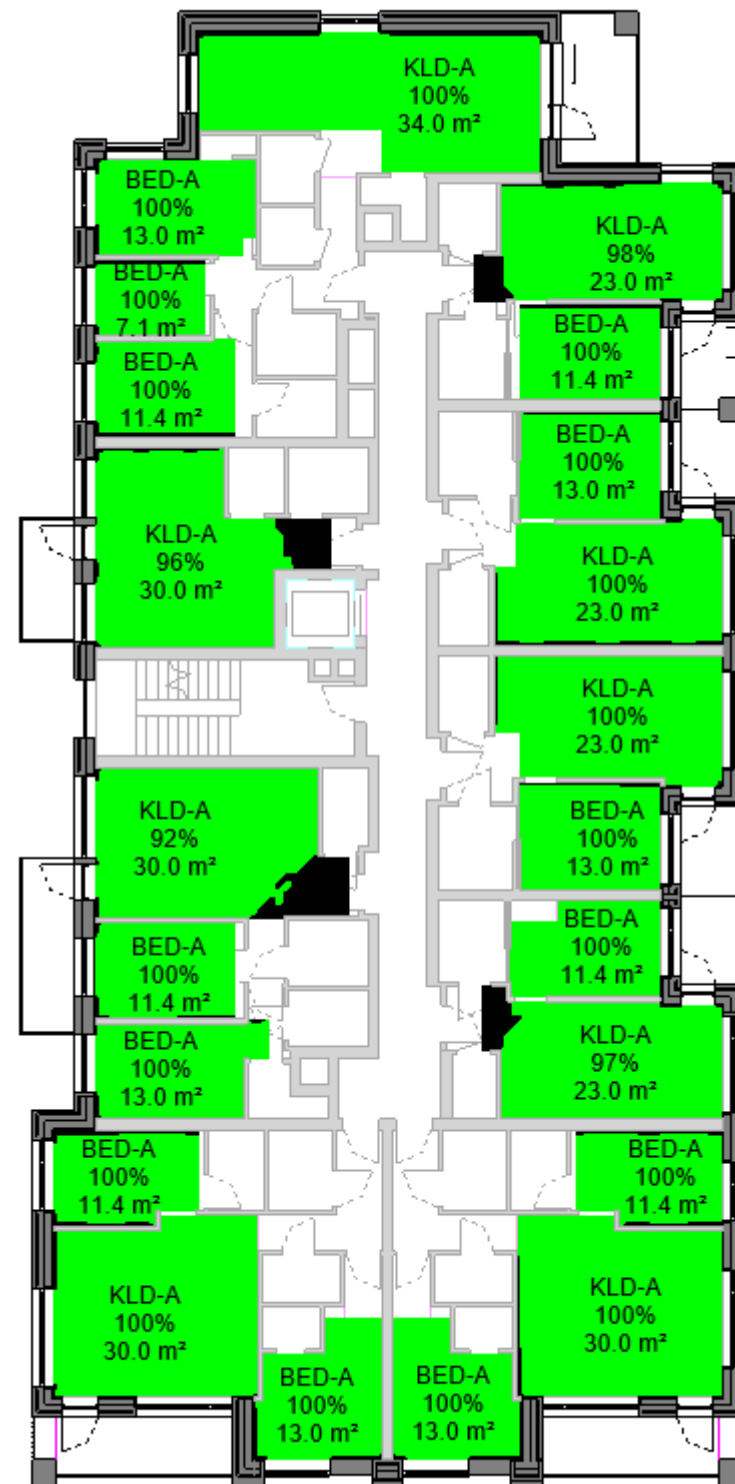 KLD-A
100%
34.0 m²
BED-A
100%
13.0 m²
KLD-A
98%
23.0 m²
BED-A
100%
7.1 m²
BED-A
100%
11.4 m²
BED-A
100%
11.4 m²
BED-A
100%
13.0 m²
KLD-A
96%
30.0 m²
KLD-A
100%
23.0 m²
KLD-A
100%
23.0 m²
KLD-A
92%
30.0 m²
BED-A
100%
13.0 m²
BED-A
100%
11.4 m²
BED-A
100%
11.4 m²
BED-A
100%
13.0 m²
KLD-A
97%
23.0 m²
BED-A
100%
11.4 m²
BED-A
100%
11.4 m²
KLD-A
100%
30.0 m²
KLD-A
100%
30.0 m²
BED-A
100%
13.0 m²
BED-A
100%
13.0 m²